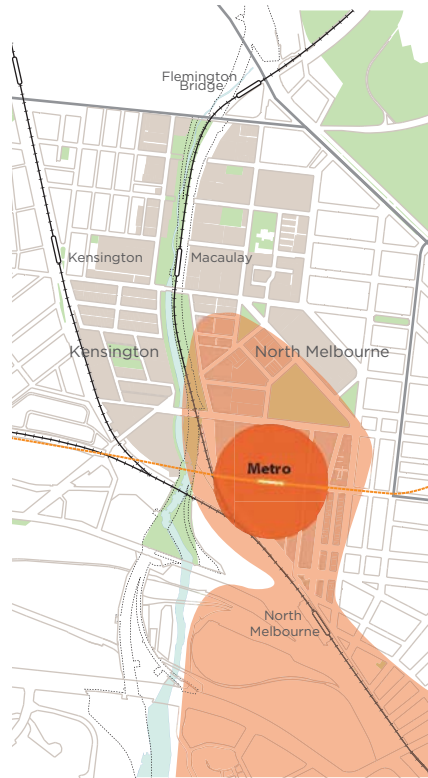 Flemington
Bridge
Kensington
Macaulay
Kensington
North Melbourne
Metro
North
Melbourne